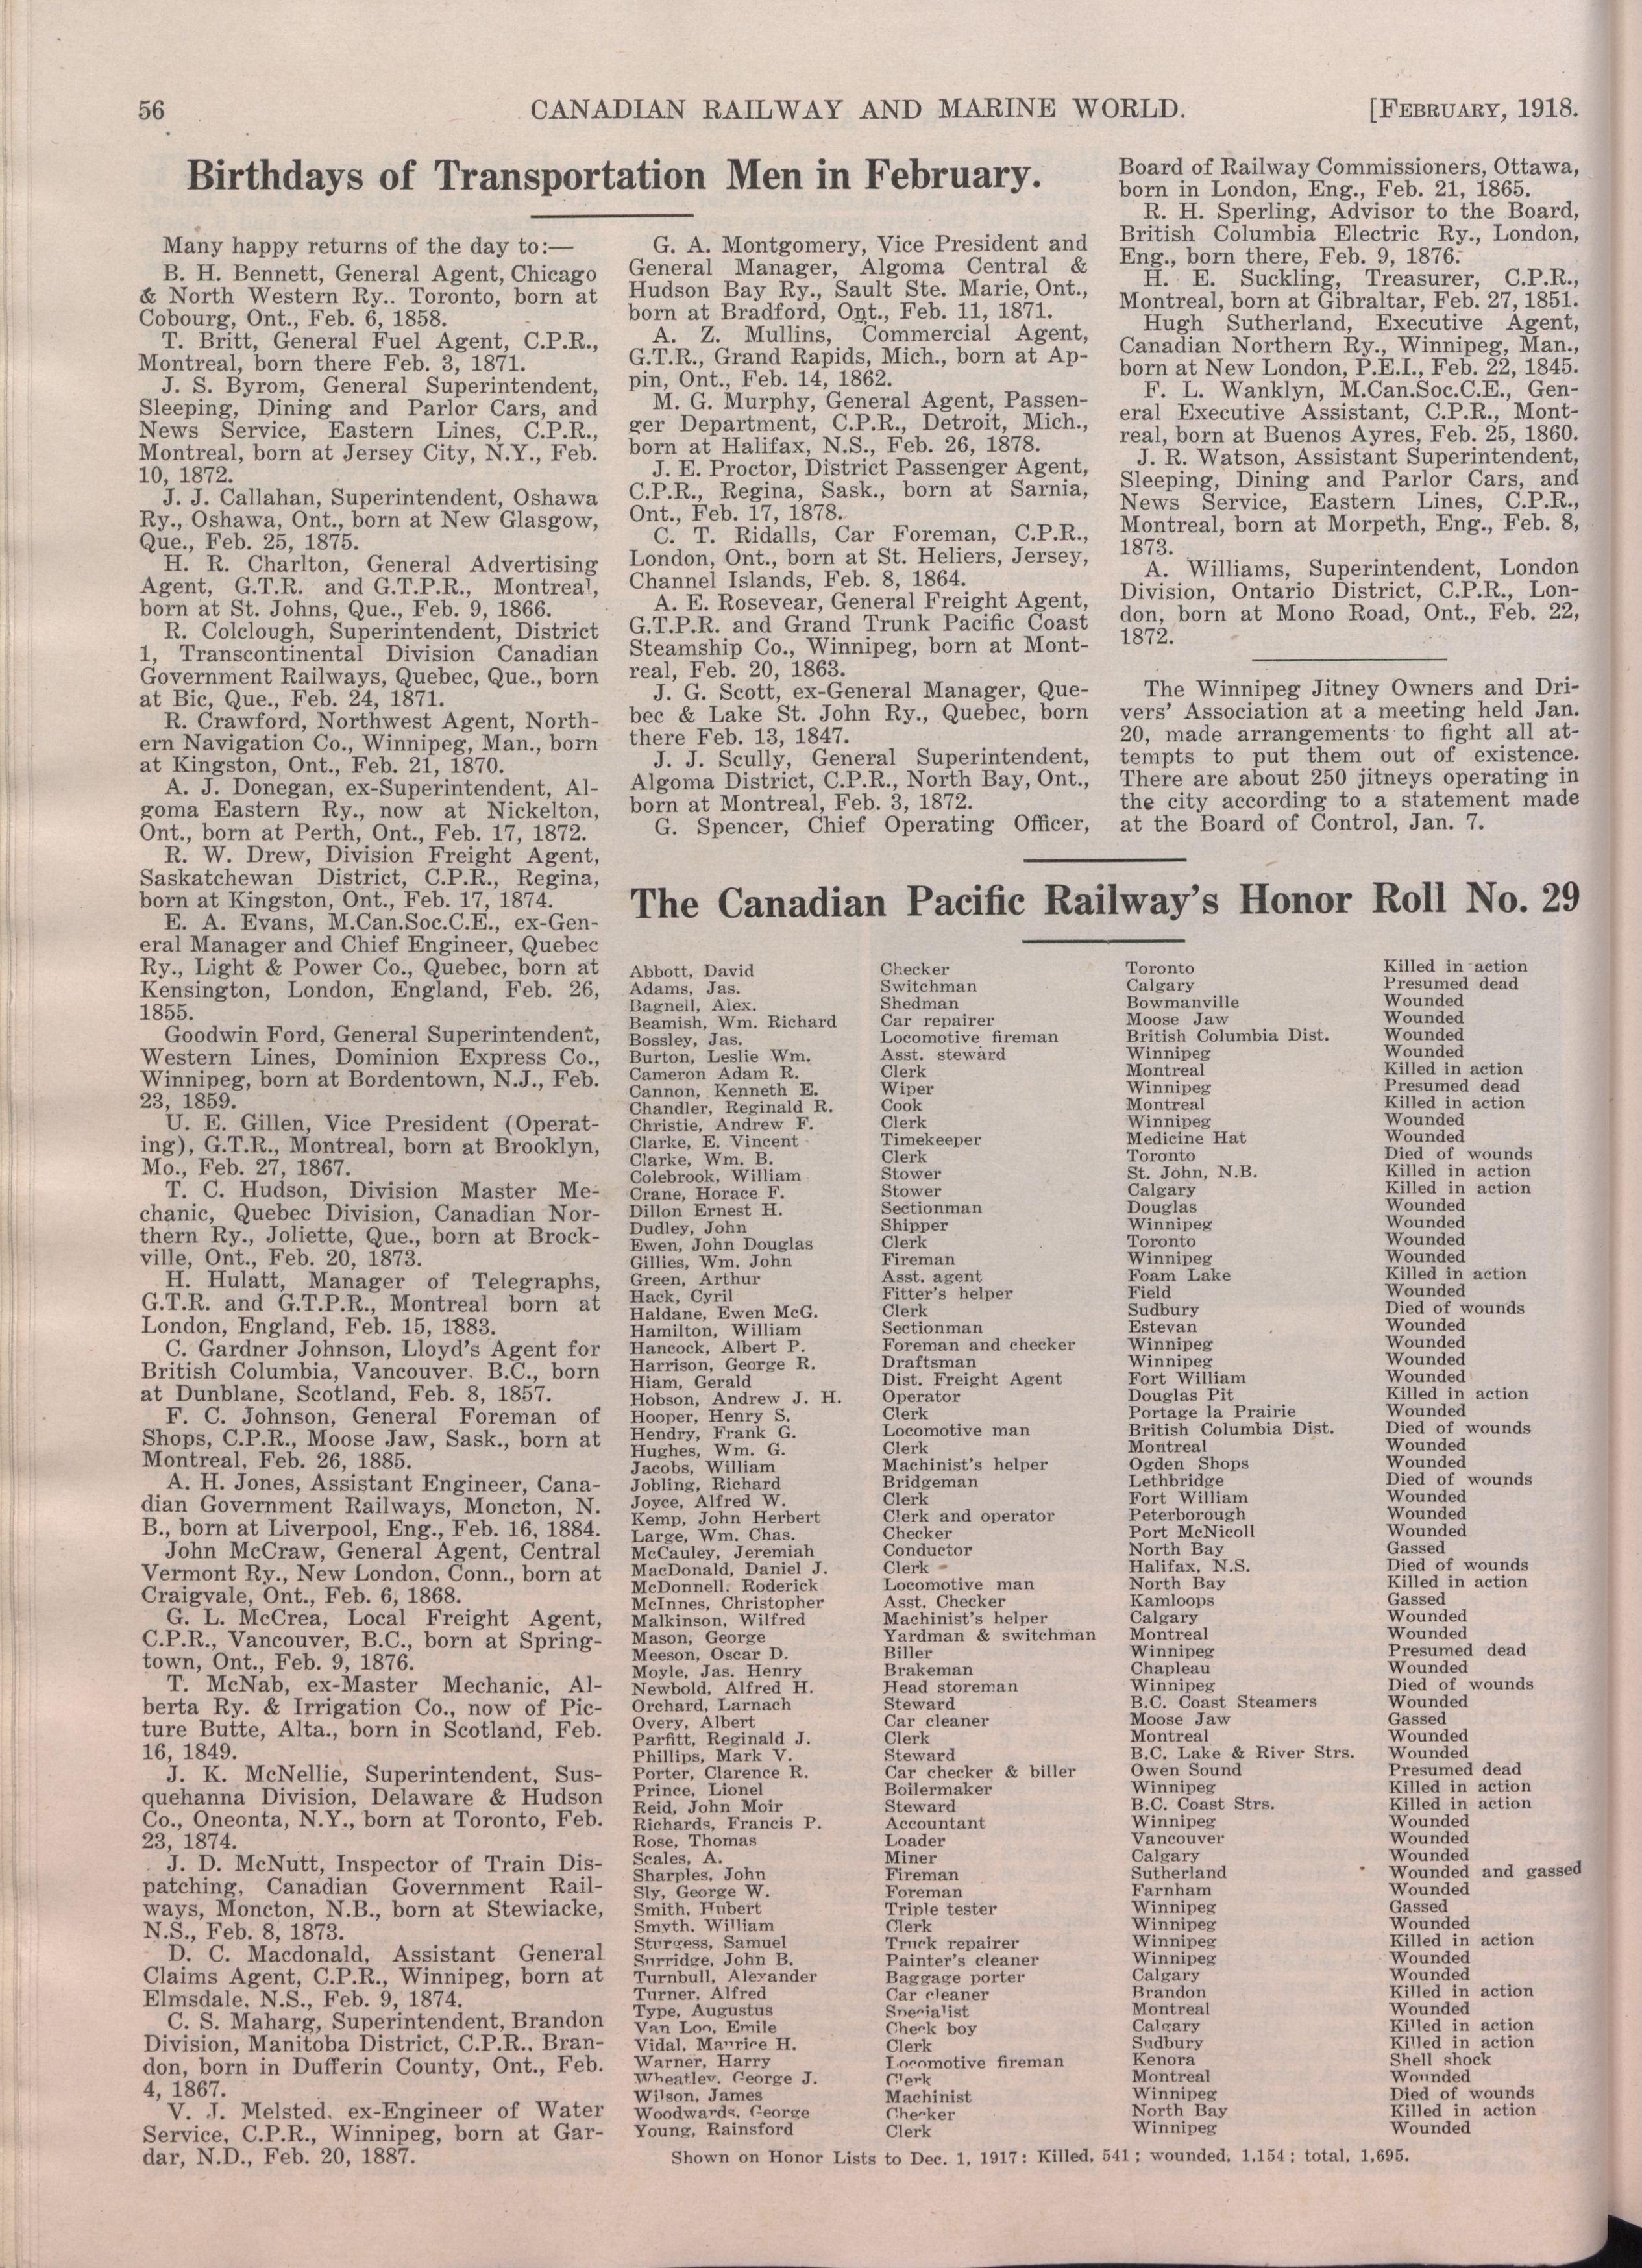 56
CANADIAN RAILWAY AND MARINE WORLD.
[FEBRUARY, 1918.
Birthdays of Transportation Men in February.
Many happy returns of the day to:—
B. H. Bennett, General Agent, Chicago
& North Western Ry.. Toronto, born at
Cobourg, Ont., Feb. 6, 1858.
T. Britt, General Fuel Agent, C.P.R.,
Montreal, born there Feb. 3, 1871.
J. S. Byrom, General Superintendent,
Sleeping, Dining and Parlor Cars, and
News Service, Eastern Lines, C.P.R.,
Montreal, born at Jersey City, N.Y., Feb.
10, 1872.
J. J. Callahan, Superintendent, Oshawa
Ry., Oshawa, Ont., born at New Glasgow,
Que., Feb. 25, 1875.
H. R. Charlton, General Advertising
Agent, G.T.R. and G.T.P.R., Montreal,
born at St. Johns, Que., Feb. 9, 1866.
R. Colclough, Superintendent, District
1, Transcontinental Division Canadian
Government Railways, Quebec, Que., born
at Bic, Que., Feb. 24, 1871.
R. Crawford, Northwest Agent, North-
ern Navigation Co., Winnipeg, Man., born
at Kingston, Ont., Feb. 21, 1870.
A. J. Donegan, ex-Superintendent, Al-
goma Eastern Ry., now at Nickelton,
Ont., born at Perth, Ont., Feb. 17, 1872.
R. W. Drew, Division Freight Agent,
Saskatchewan District, C.P.R., Regina,
born at Kingston, Ont., Feb. 17, 1874.
E. A. Evans, M.Can.Soc.C.E., ex-Gen-
eral Manager and Chief Engineer, Quebec
Ry., Light & Power Co., Quebec, born at
Kensington, London, England, Feb. 26,
1855.
Goodwin Ford, General Superintendent,
Western Lines, Dominion Express Co.,
Winnipeg, born at Bordentown, N.J., Feb.
23, 1859.
U. E. Gillen, Vice President (Operat-
ing), G.T.R., Montreal, born at Brooklyn,
Mo., Feb. 27, 1867.
T. C. Hudson, Division Master Me-
chanic, Quebec Division, Canadian Nor-
thern Ry., Joliette, Que., born at Brock-
ville, Ont., Feb. 20, 1873.
H. Hulatt, Manager of Telegraphs,
G.T.R. and G.T.P.R., Montreal born at
London, England, Feb. 15, 1883.
C. Gardner Johnson, Lloyd's Agent for
British Columbia, Vancouver. B.C., born
at Dunblane, Scotland, Feb. 8, 1857.
F. C. Johnson, General Foreman of
Shops, C.P.R., Moose Jaw, Sask., born at
Montreal, Feb. 26, 1885.
A. H. Jones, Assistant Engineer, Cana-
dian Government Railways, Moncton, N.
B., born at Liverpool, Eng., Feb. 16, 1884.
John McCraw, General Agent, Central
Vermont Ry., New London, Conn., born at
Craigvale, Ont., Feb. 6, 1868.
G. L. McCrea, Local Freight Agent,
C.P.R., Vancouver, B.C., born at Spring-
town, Ont., Feb. 9, 1876.
T. McNab, ex-Master Mechanic, Al-
berta Ry. & Irrigation Co., now of Pic-
ture Butte, Alta., born in Scotland, Feb.
16, 1849.
J. K. McNellie, Superintendent, Sus-
quehanna Division, Delaware & Hudson
Co., Oneonta, N.Y., born at Toronto, Feb.
23, 1874.
J. D. McNutt, Inspector of Train Dis-
patching, Canadian Government Rail-
ways, Moncton, N.B., born at Stewiacke,
N.S., Feb. 8, 1873.
D. C. Macdonald, Assistant General
Claims Agent, C.P.R., Winnipeg, born at
Elmsdale, N.S., Feb. 9, 1874.
C. S. Maharg, Superintendent, Brandon
Division, Manitoba District, C.P.R., Bran-
don, born in Dufferin County, Ont., Feb.
4, 1867.
V. J. Melsted. ex-Engineer of Water
Service, C.P.R., Winnipeg, born at Gar-
dar, N.D., Feb. 20, 1887.
G. A. Montgomery, Vice President and
General Manager, Algoma Central &
Hudson Bay Ry., Sault Ste. Marie, Ont.,
born at Bradford, Ont., Feb. 11, 1871.
A. Z. Mullins, Commercial Agent,
G.T.R., Grand Rapids, Mich., born at Ap-
pin, Ont., Feb. 14, 1862.
M. G. Murphy, General Agent, Passen-
ger Department, C.P.R., Detroit, Mich.,
born at Halifax, N.S., Feb. 26, 1878.
J. E. Proctor, District Passenger Agent,
C.P.R., Regina, Sask., born at Sarnia,
Ont., Feb. 17, 1878.
C. T. Ridalls, Car Foreman, C.P.R.,
London, Ont., born at St. Heliers, Jersey,
Channel Islands, Feb. 8, 1864.
A. E. Rosevear, General Freight Agent,
G.T.P.R. and Grand Trunk Pacific Coast
Steamship Co., Winnipeg, born at Mont-
real, Feb. 20, 1863.
J. G. Scott, ex-General Manager, Que-
bec & Lake St. John Ry., Quebec, born
there Feb. 13, 1847.
J. J. Scully, General Superintendent,
Algoma District, C.P.R., North Bay, Ont.,
born at Montreal, Feb. 3, 1872.
G. Spencer, Chief Operating Officer,
Board of Railway Commissioners, Ottawa,
born in London, Eng., Feb. 21, 1865.
R. H. Sperling, Advisor to the Board,
British Columbia Electric Ry., London,
Eng., born there, Feb. 9, 1876.
H. E. Suckling, Treasurer, C.P.R.,
Montreal, born at Gibraltar, Feb. 27, 1851.
Hugh Sutherland, Executive Agent,
Canadian Northern Ry., Winnipeg, Man.,
born at New London, P.E.I., Feb. 22, 1845.
F. L. Wanklyn, M.Can.Soc.C.E., Gen-
eral Executive Assistant, C.P.R., Mont-
real, born at Buenos Ayres, Feb. 25, 1860.
J. R. Watson, Assistant Superintendent,
Sleeping, Dining and Parlor Cars, and
News Service, Eastern Lines, C.P.R.,
Montreal, born at Morpeth, Eng., Feb. 8,
1873.
A. Williams, Superintendent, London
Division, Ontario District, C.P.R., Lon-
don, born at Mono Road, Ont., Feb. 22,
1872.
The Winnipeg Jitney Owners and Dri-
vers' Association at a meeting held Jan.
20, made arrangements to fight all at-
tempts to put them out of existence.
There are about 250 jitneys operating in
the city according to a statement made
at the Board of Control, Jan. 7.
The Canadian Pacific Railway's Honor Roll No. 29
Abbott, David Checker Toronto Killed in action
Adams, Jas. Switchman Calgary Presumed dead
Bagnell, Alex. Shedman Bowmanville Wounded
Beamish, Wm. Richard Car repairer Moose Jaw Wounded
Bossley, Jas. Locomotive fireman British Columbia Dist. Wounded
Burton, Leslie Wm. Asst. steward Winnipeg Wounded
Cameron Adam R. Clerk Montreal Killed in action
Cannon, Kenneth E. Wiper Winnipeg Presumed dead
Chandler, Reginald R. Cook Montreal Killed in action
Christie, Andrew F. Clerk Winnipeg Wounded
Clarke, E. Vincent Timekeeper Medicine Hat Wounded
Clarke, Wm. B. Clerk Toronto Died of wounds
Colebrook, William Stower St. John, N.B. Killed in action
Crane, Horace F. Stower Calgary Killed in action
Dillon Ernest H. Sectionman Douglas Wounded
Dudley, John Shipper Winnipeg Wounded
Ewen, John Douglas Clerk Toronto Wounded
Gillies, Wm. John Fireman Winnipeg Wounded
Green, Arthur Asst. agent Foam Lake Killed in action
Hack, Cyril Fitter's helper Field Wounded
Haldane, Ewen McG. Clerk Sudbury Died of wounds
Hamilton, William Sectionman Estevan Wounded
Hancock, Albert P. Foreman and checker Winnipeg Wounded
Harrison, George R. Draftsman Winnipeg Wounded
Hiam, Gerald Dist. Freight Agent Fort William Wounded
Hobson, Andrew J. H. Operator Douglas Pit Killed in action
Hooper, Henry S. Clerk Portage la Prairie Wounded
Hendry, Frank G. Locomotive man British Columbia Dist. Died of wounds
Hughes, Wm. G. Clerk Montreal Wounded
Jacobs, William Machinist's helper Ogden Shops Wounded
Jobling, Richard Bridgeman Lethbridge Died of wounds
Joyce, Alfred W. Clerk Fort William Wounded
Kemp, John Herbert Clerk and operator Peterborough Wounded
Large, Wm. Chas. Checker Port McNicoll Wounded
McCauley, Jeremiah Conductor North Bay Gassed
MacDonald, Daniel J. Clerk Halifax, N.S. Died of wounds
McDonnell. Roderick Locomotive man North Bay Killed in action
McInnes, Christopher Asst. Checker Kamloops Gassed
Malkinson, Wilfred Machinist's helper Calgary Wounded
Mason, George Yardman & switchman Montreal Wounded
Meeson, Oscar D. Biller Winnipeg Presumed dead
Moyle, Jas. Henry Brakeman Chapleau Wounded
Newbold, Alfred H. Head storeman Winnipeg Died of wounds
Orchard, Larnach Steward B.C. Coast Steamers Wounded
Overy, Albert Car cleaner Moose Jaw Gassed
Parfitt, Reginald J. Clerk Montreal Wounded
Phillips, Mark V. Steward B.C. Lake & River Strs. Wounded
Porter, Clarence R. Car checker & biller Owen Sound Presumed dead
Prince, Lionel Boilermaker Winnipeg Killed in action
Reid, John Moir Steward B.C. Coast Strs. Killed in action
Richards, Francis P. Accountant Winnipeg Wounded
Rose, Thomas Loader Vancouver Wounded
Scales, A. Miner Calgary Wounded
Sharples, John Fireman Sutherland Wounded and gassed
Sly, George W. Foreman Farnham Wounded
Smith, Hubert Triple tester Winnipeg Gassed
Smyth. William Clerk Winnipeg Wounded
Sturgess, Samuel Truck repairer Winnipeg Killed in action
Surridge, John B. Painter's cleaner Winnipeg Wounded
Turnbull, Alexander Baggage porter Calgary Wounded
Turner, Alfred Car cleaner Brandon Killed in action
Type, Augustus Specialist Montreal Wounded
Van Loo, Emile Check boy Calgary Killed in action
Vidal, Maurice H. Clerk Sudbury Killed in action
Warner, Harry Locomotive fireman Kenora Shell shock
Wheatley. George J. Clerk Montreal Wounded
Wilson, James Machinist Winnipeg Died of wounds
Woodwards, George Checker North Bay Killed in action
Young, Rainsford Clerk Winnipeg Wounded
Shown on Honor Lists to Dec. 1, 1917: Killed, 541; wounded, 1,154; total, 1,695.